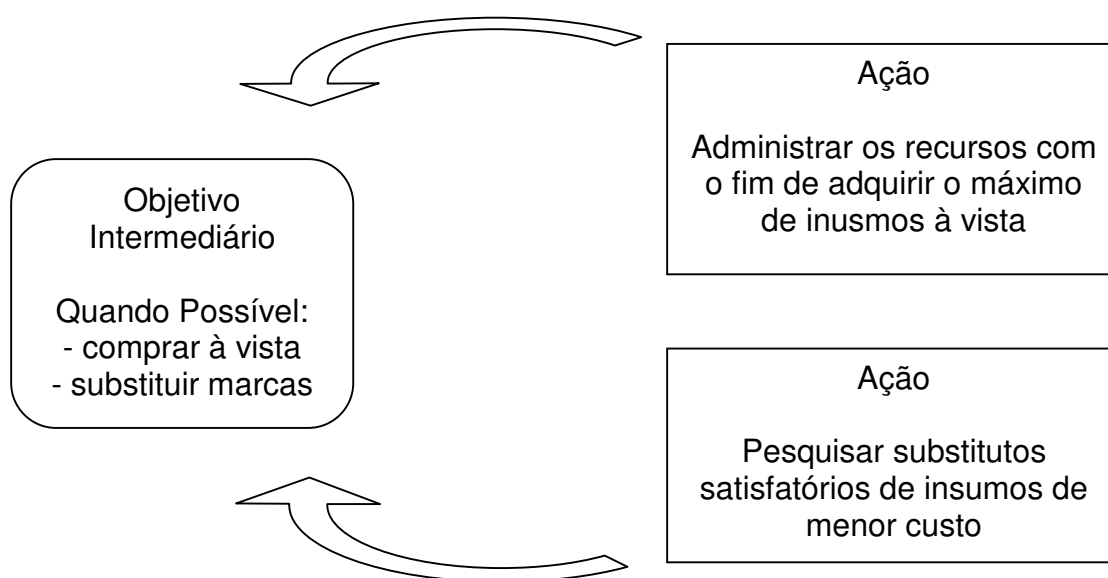 Objetivo
Intermediário
Quando Possível:
- comprar à vista
- substituir marcas
Ação
Administrar os recursos com
o fim de adquirir o máximo
de inusmos à vista
Ação
Pesquisar substitutos
satisfatórios de insumos de
menor custo